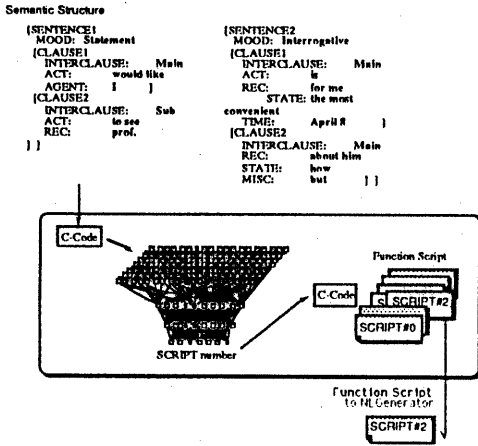 Semantic Structure
[SENTENCE1
MOOD: Statement
[CLAUSE1
INTERCLAUSE: Main
ACT: would like
AGENT: I ]
[CLAUSE2
INTERCLAUSE: Sub
ACT: to see
REC: prof.
] ]
[SENTENCE2
MOOD: Interrogative
[CLAUSE1
INTERCLAUSE: Main
ACT: is
REC: for me
STATE: the most
convenient
TIME: April 8 ]
[CLAUSE2
INTERCLAUSE: Main
REC: about him
STATE: how
MISC: but ] ]
C-Code
SCRIPT number
C-Code
Function Script
SCRIPT#2
SCRIPT#0
Function Script
to NLGenerator
SCRIPT#2